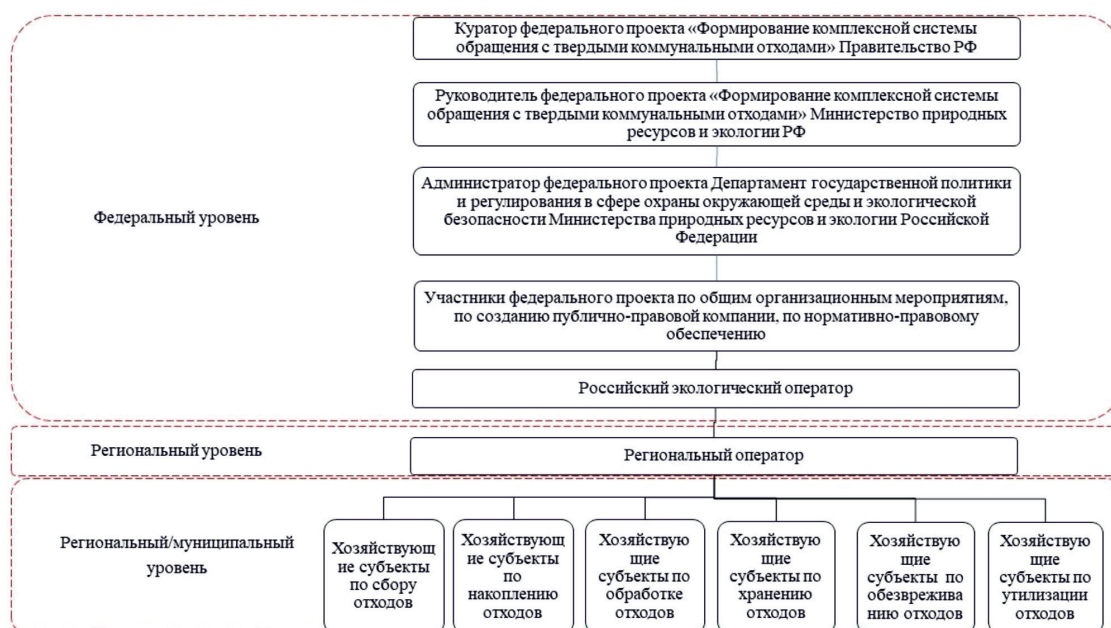 Куратор федерального проекта «Формирование комплексной системы
обращения с твердыми коммунальными отходами» Правительство РФ
Руководитель федерального проекта «Формирование комплексной системы
обращения с твердыми коммунальными отходами» Министерство природных
ресурсов и экологии РФ
Администратор федерального проекта Департамент государственной политики
и регулирования в сфере охраны окружающей среды и экологической
безопасности Министерства природных ресурсов и экологии Российской
Федерации
Федеральный уровень
Участники федерального проекта по общим организационным мероприятиям,
по созданию публично-правовой компании, по нормативно-правовому
обеспечению
Российский экологический оператор
Региональный уровень
Региональный оператор
Региональный/муниципальный
уровень
Хозяйствующ
ие субъекты
по сбору
отходов
Хозяйствующ
ие субъекты
по
накоплению
отходов
Хозяйствую
щие
субъекты по
обработке
отходов
Хозяйствую
щие
субъекты по
хранению
отходов
Хозяйствую
щие
субъекты по
обезврежива
нию отходов
Хозяйствую
щие
субъекты по
утилизации
отходов